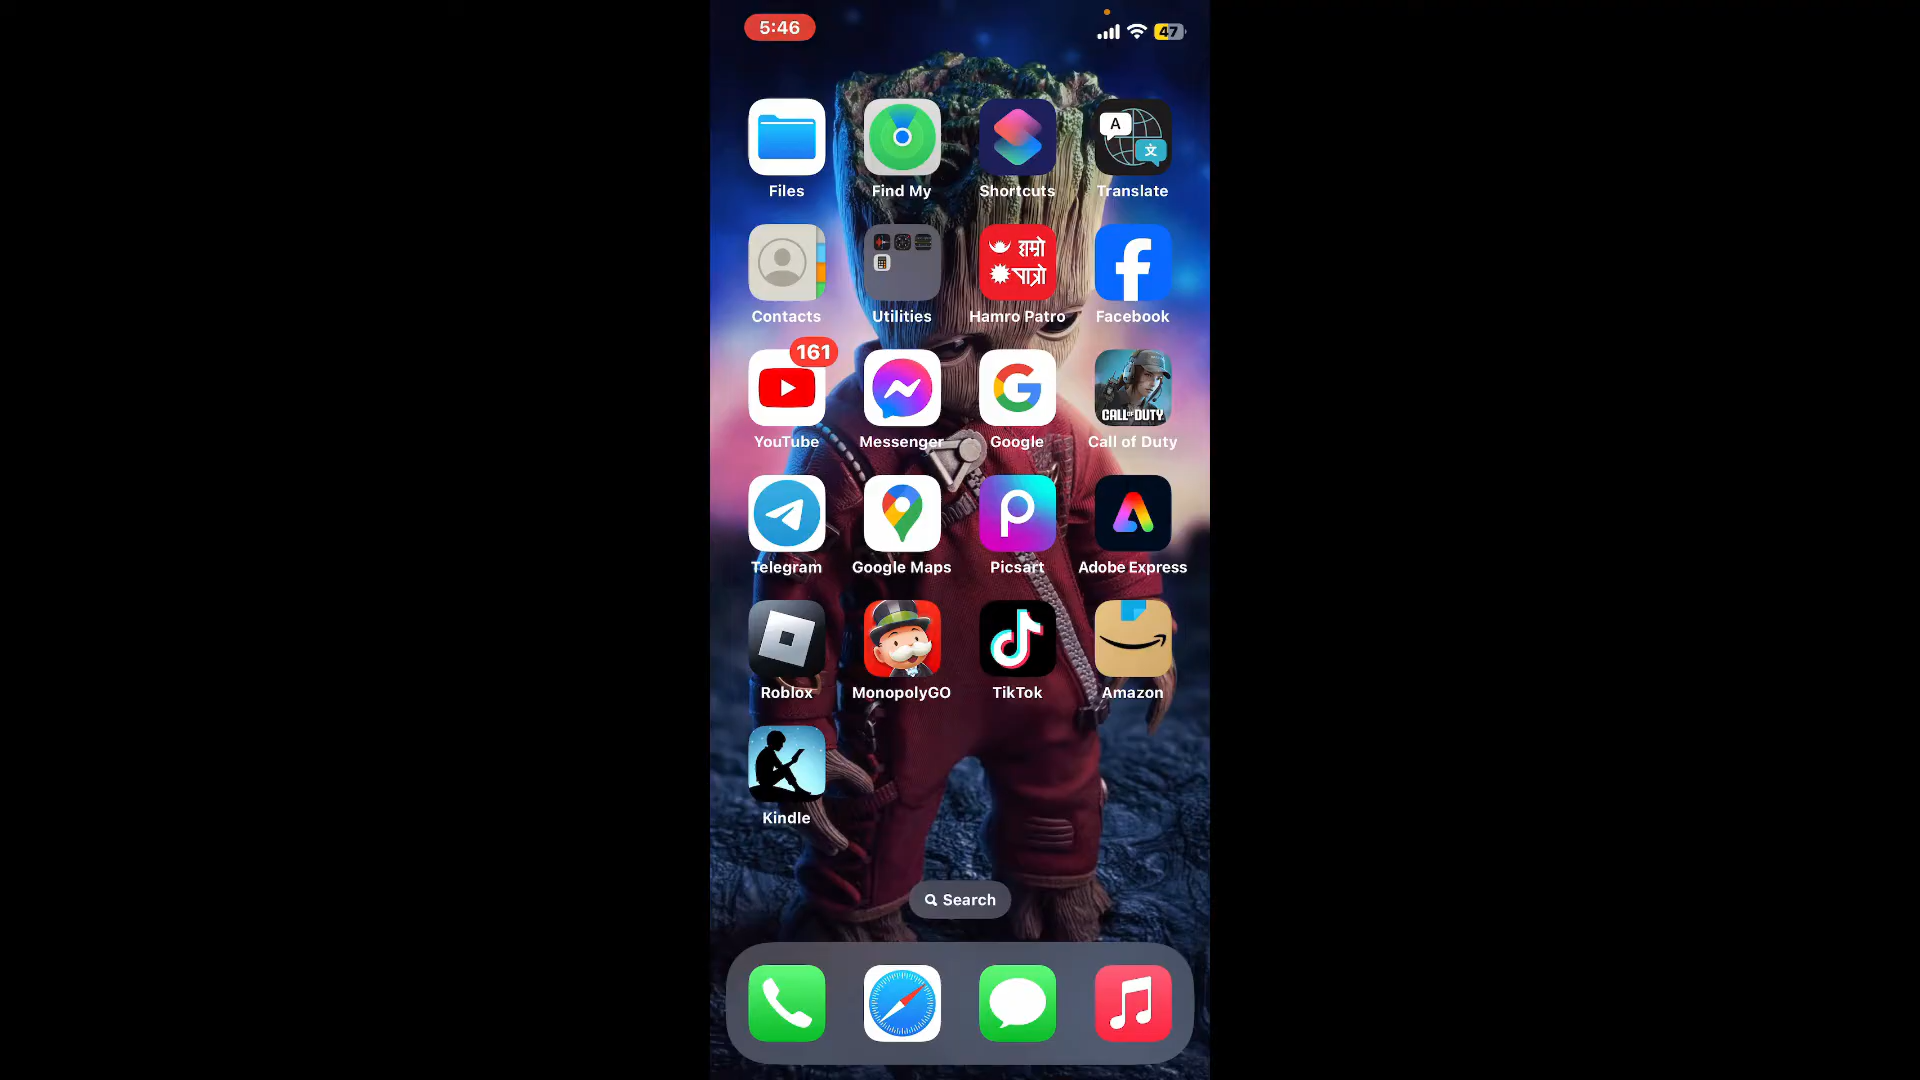 5:46
47
Files
Find My
Shortcuts
A
文
Translate
Contacts
Utilities
हाम्रो
पात्रो
Hamro Patro
Facebook
161
YouTube
Messenger
Google
CALL OF DUTY
Call of Duty
Telegram
Google Maps
Picsart
Adobe Express
Roblox
MonopolyGO
TikTok
Amazon
Kindle
Search